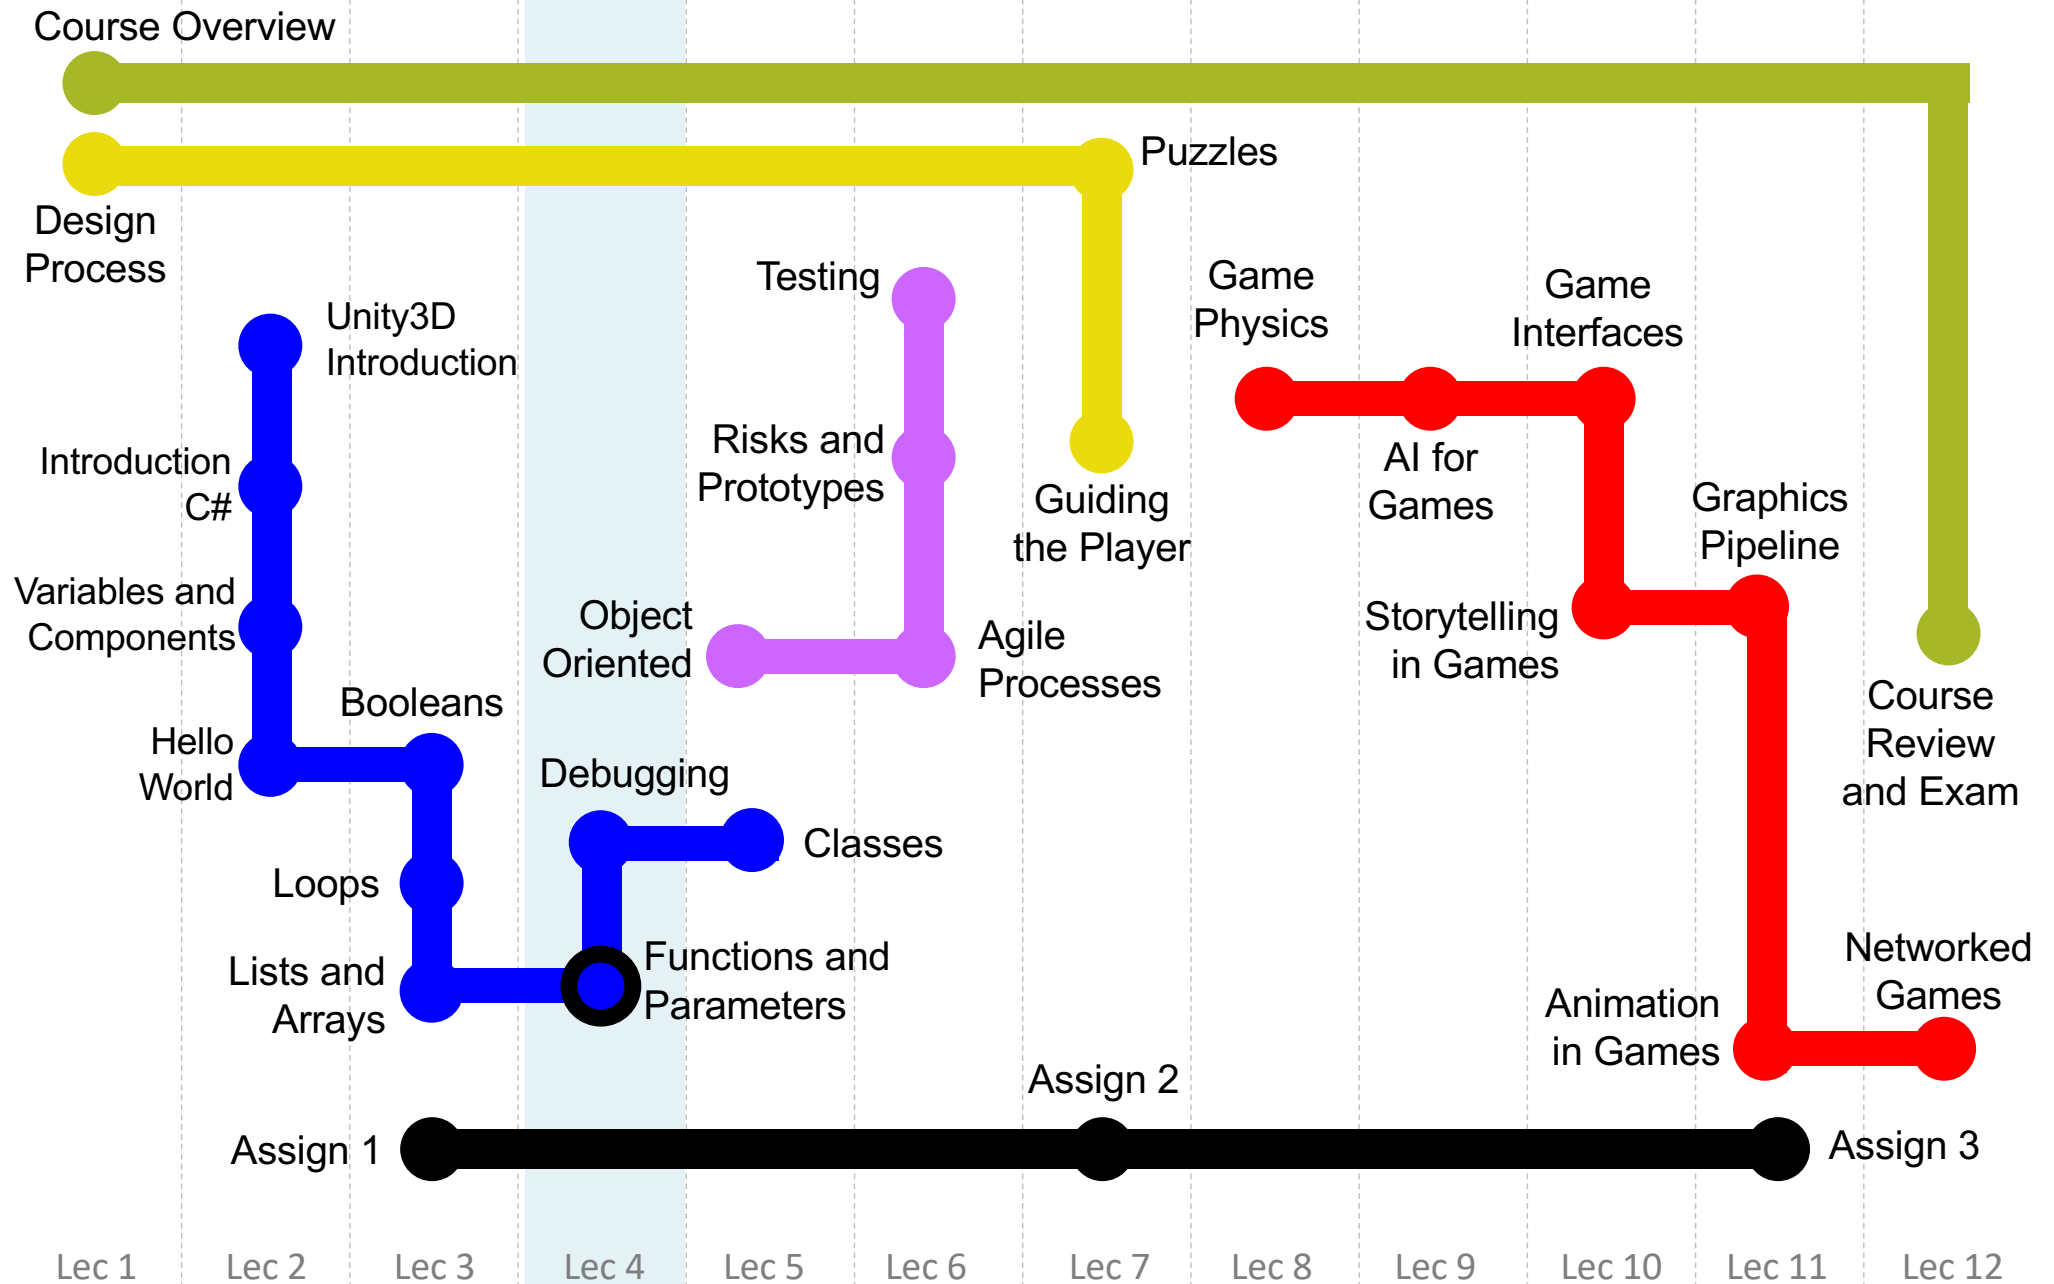 Course Overview
Design
Process
Puzzles
Unity3D
Introduction
Testing
Game
Physics
Game
Interfaces
Introduction
C#
Risks and
Prototypes
AI for
Games
Guiding
the Player
Graphics
Pipeline
Variables and
Components
Object
Oriented
Agile
Processes
Storytelling
in Games
Course
Review
and Exam
Booleans
Hello
World
Debugging
Classes
Loops
Lists and
Arrays
Functions and
Parameters
Animation
in Games
Networked
Games
Assign 1
Assign 2
Assign 3
Lec 1
Lec 2
Lec 3
Lec 4
Lec 5
Lec 6
Lec 7
Lec 8
Lec 9
Lec 10
Lec 11
Lec 12